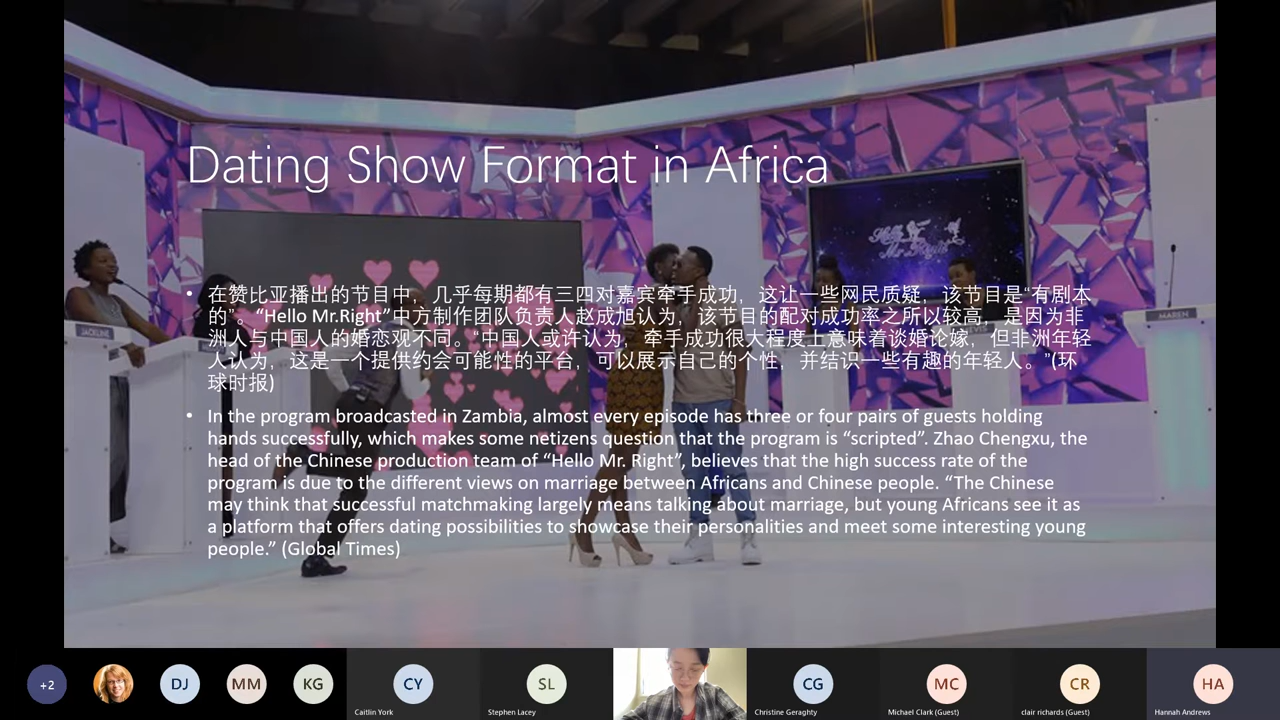 Dating Show Format in Africa
Hello
Mr.Right
JACKLINE
MAREN
• 在赞比亚播出的节目中，几乎每期都有三四对嘉宾牵手成功，这让一些网民质疑，该节目是“有剧本
的”。“Hello Mr.Right”中方制作团队负责人赵成旭认为，该节目的配对成功率之所以较高，是因为非
洲人与中国人的婚恋观不同。“中国人或许认为，牵手成功很大程度上意味着谈婚论嫁，但非洲年轻
人认为，这是一个提供约会可能性的平台，可以展示自己的个性，并结识一些有趣的年轻人。”(环
球时报)
• In the program broadcasted in Zambia, almost every episode has three or four pairs of guests holding
hands successfully, which makes some netizens question that the program is “scripted”. Zhao Chengxu, the
head of the Chinese production team of “Hello Mr. Right”, believes that the high success rate of the
program is due to the different views on marriage between Africans and Chinese people. “The Chinese
may think that successful matchmaking largely means talking about marriage, but young Africans see it as
a platform that offers dating possibilities to showcase their personalities and meet some interesting young
people.” (Global Times)
+2
DJ
MM
KG
CY
SL
CG
MC
CR
HA
Caitlin York
Stephen Lacey
Christine Geraghty
Michael Clark (Guest)
clair richards (Guest)
Hannah Andrews